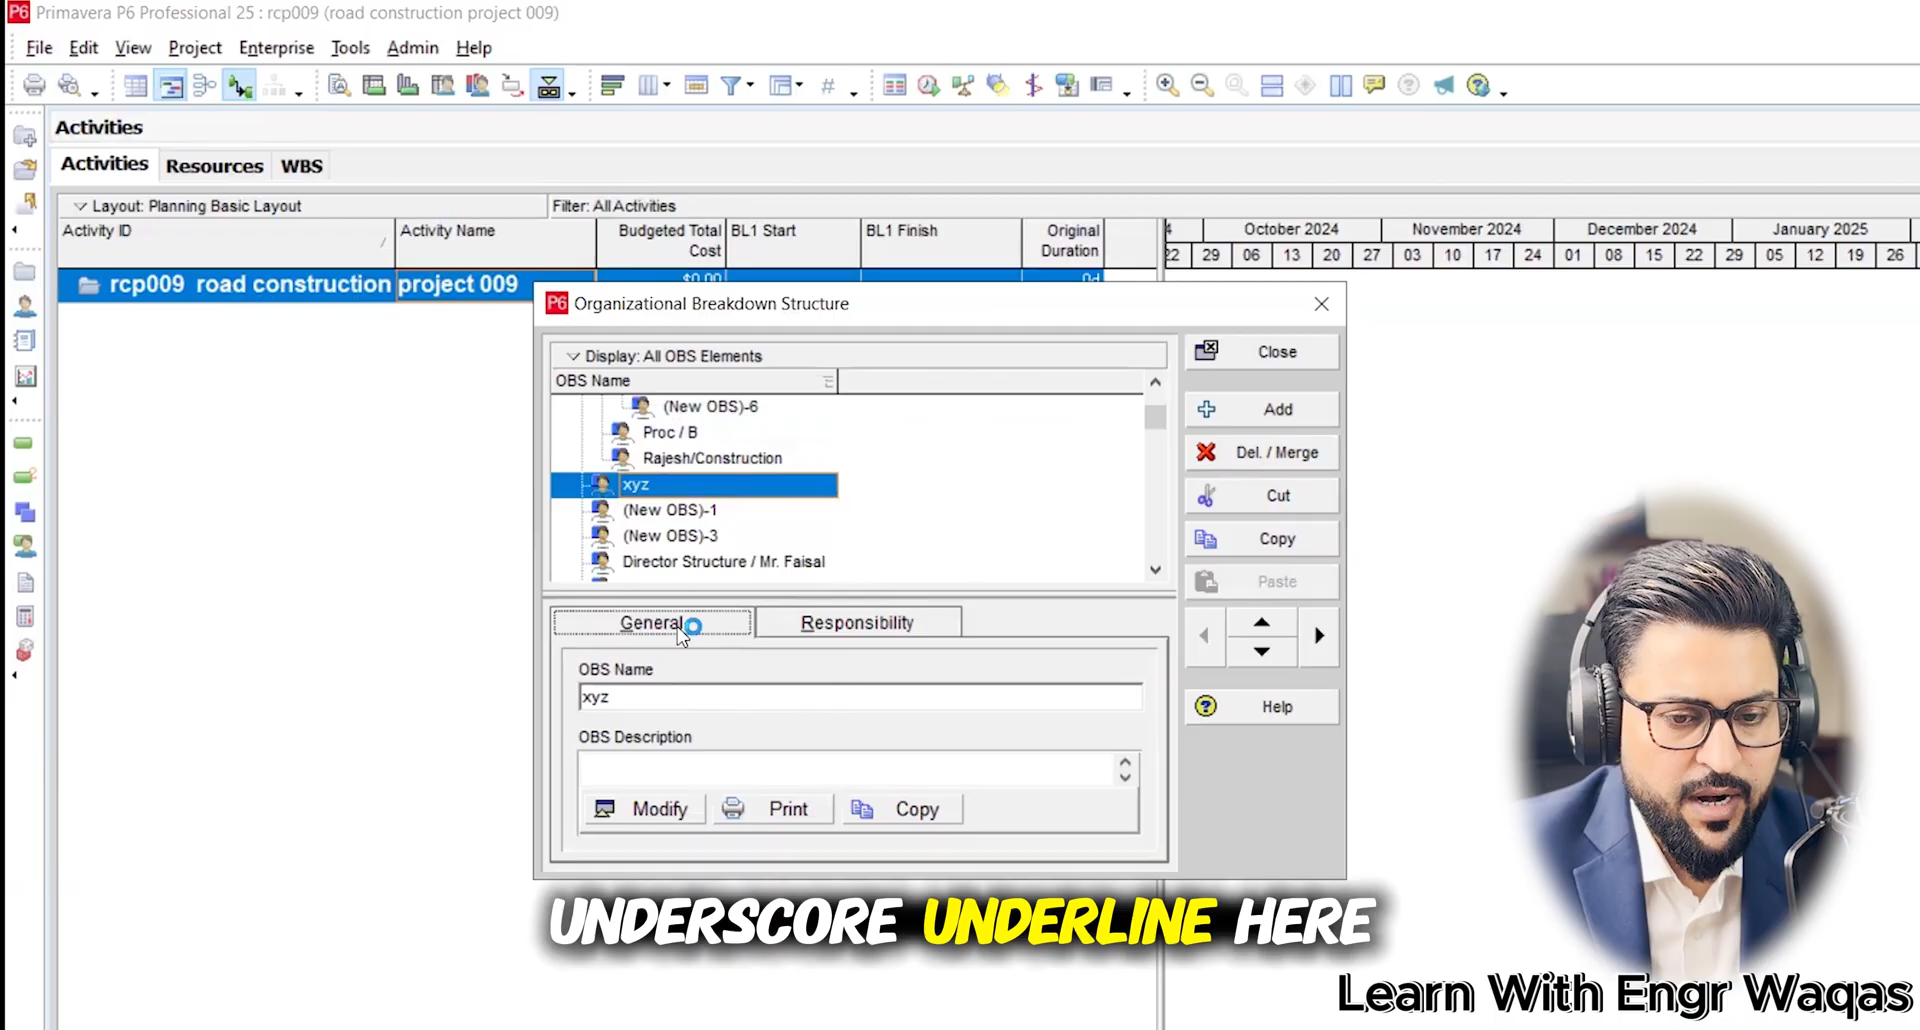 P6 Primavera P6 Professional 25 : rcp009 (road construction project 009)
File Edit View Project Enterprise Tools Admin Help
Activities
Activities Resources WBS
Layout: Planning Basic Layout Filter: All Activities
Activity ID Activity Name Budgeted Total Cost BL1 Start BL1 Finish Original Duration
October 2024 November 2024 December 2024 January 2025
22 29 06 13 20 27 03 10 17 24 01 08 15 22 29 05 12 19 26
rcp009 road construction project 009 $0.00 0d
P6 Organizational Breakdown Structure
Display: All OBS Elements
OBS Name
(New OBS)-6
Proc / B
Rajesh/Construction
xyz
(New OBS)-1
(New OBS)-3
Director Structure / Mr. Faisal
Close
Add
Del. / Merge
Cut
Copy
Paste
Help
General Responsibility
OBS Name
xyz
OBS Description
Modify Print Copy
UNDERSCORE UNDERLINE HERE
Learn With Engr Waqas